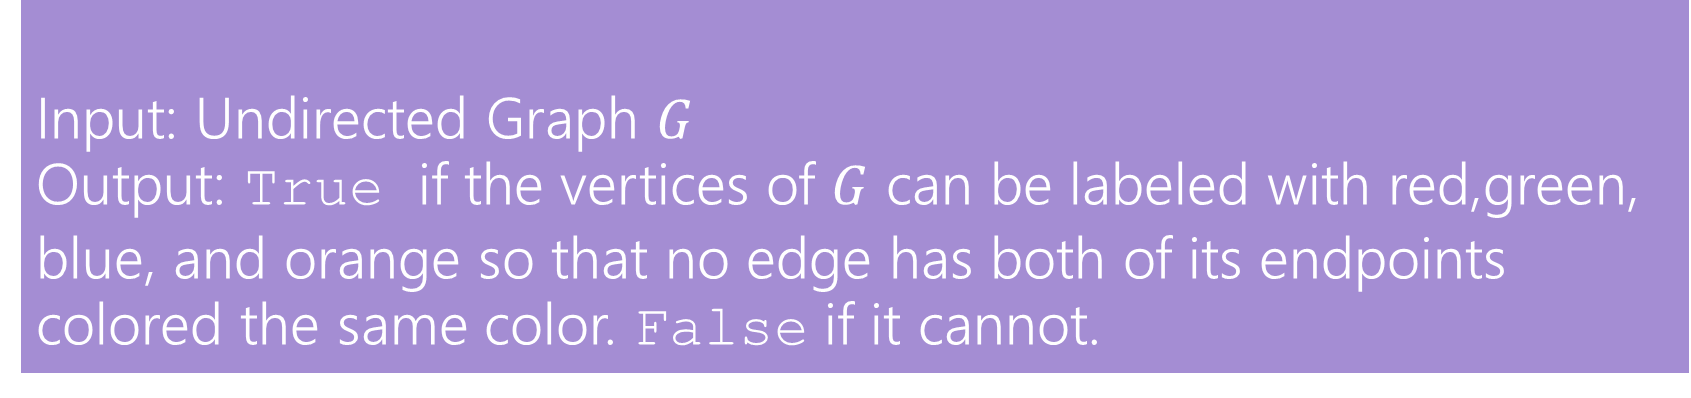 Input: Undirected Graph G
Output: True if the vertices of G can be labeled with red,green,
blue, and orange so that no edge has both of its endpoints
colored the same color. False if it cannot.